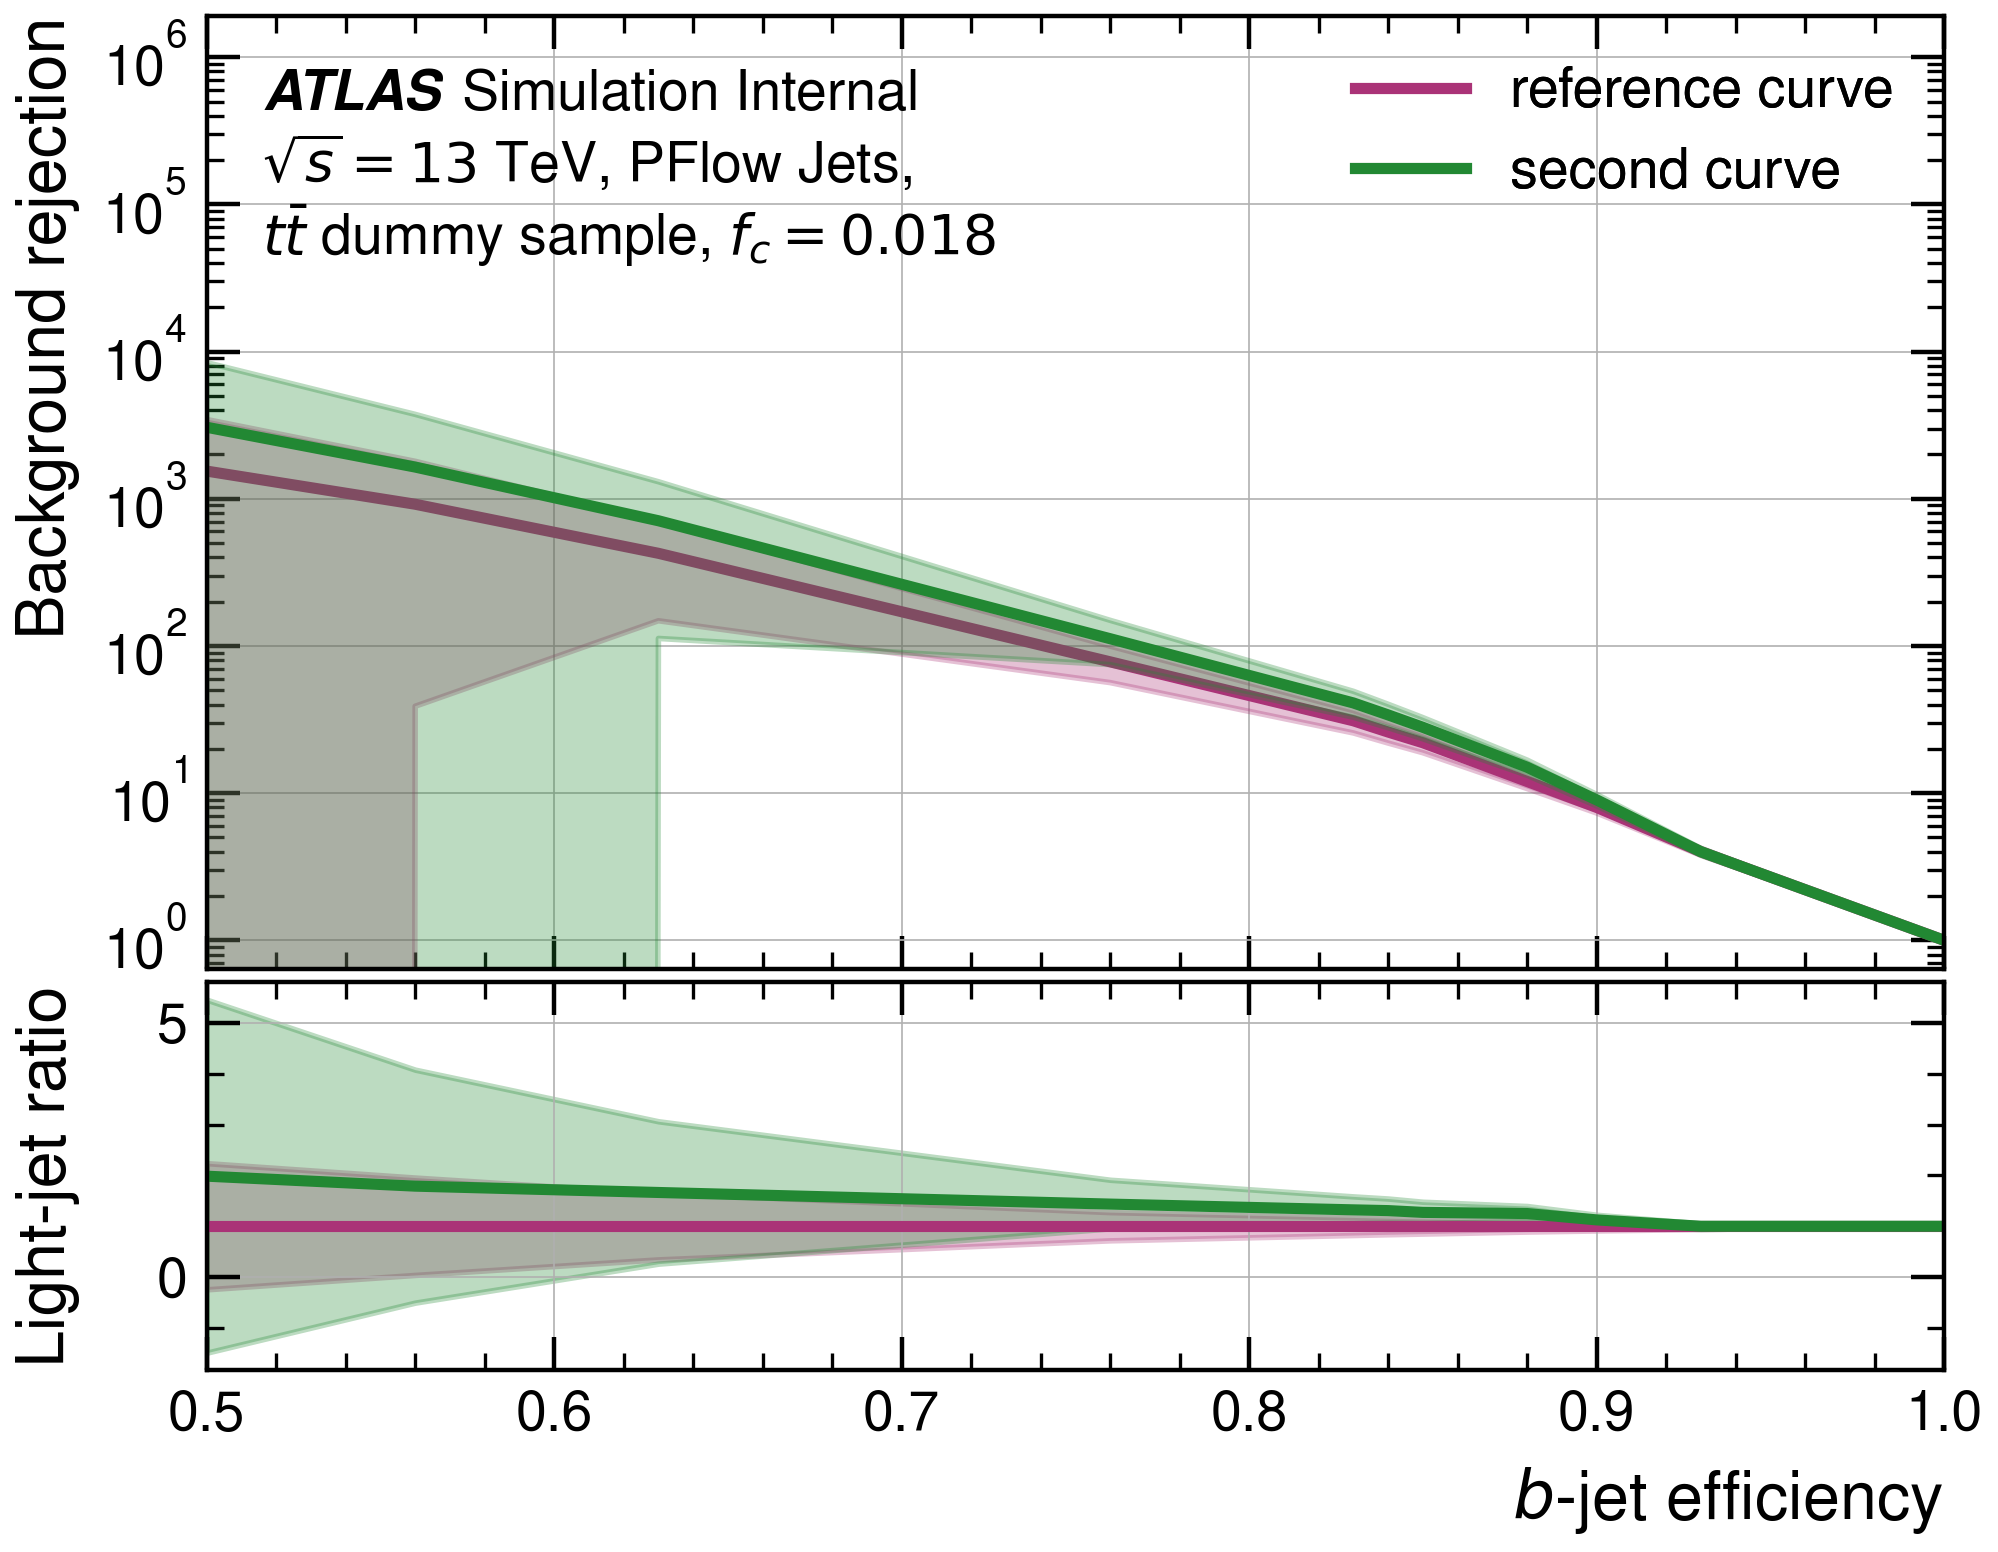 ATLAS Simulation Internal
√s = 13 TeV, PFlow Jets,
tt̄ dummy sample, f_c = 0.018
reference curve
second curve
Background rejection
10^6
10^5
10^4
10^3
10^2
10^1
10^0
Light-jet ratio
5
0
0.5 0.6 0.7 0.8 0.9 1.0
b-jet efficiency